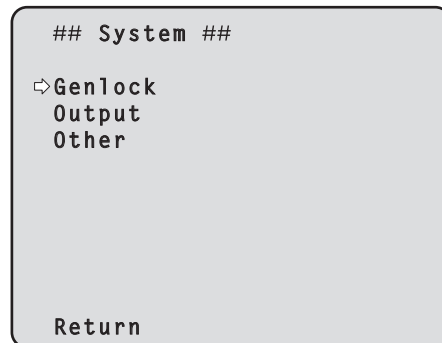 ## System ##
⇨Genlock
Output
Other
Return